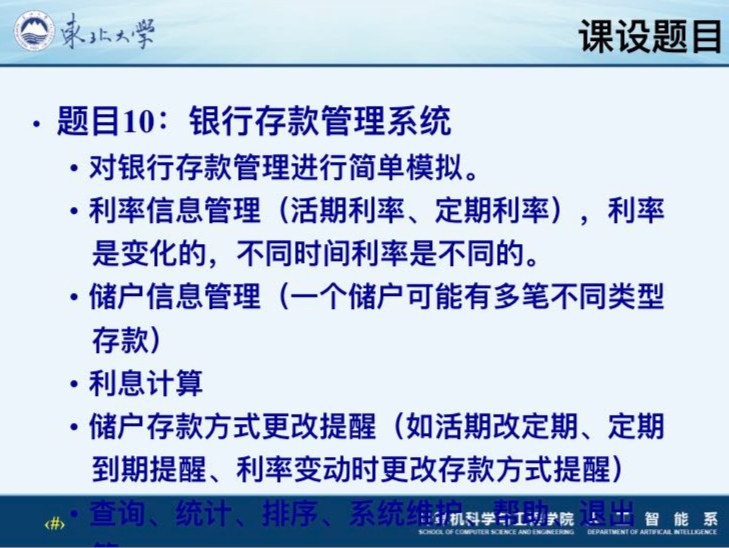 东北大学
课设题目
• 题目10：银行存款管理系统
• 对银行存款管理进行简单模拟。
• 利率信息管理（活期利率、定期利率），利率
是变化的，不同时间利率是不同的。
• 储户信息管理（一个储户可能有多笔不同类型
存款）
• 利息计算
• 储户存款方式更改提醒（如活期改定期、定期
到期提醒、利率变动时更改存款方式提醒）
• 查询、统计、排序、系统维护、帮助、退出
等
‹#›
计算机科学与工程学院 人工智能系
SCHOOL OF COMPUTER SCIENCE AND ENGINEERING DEPARTMENT OF ARTIFICAIL INTELLIGENCE